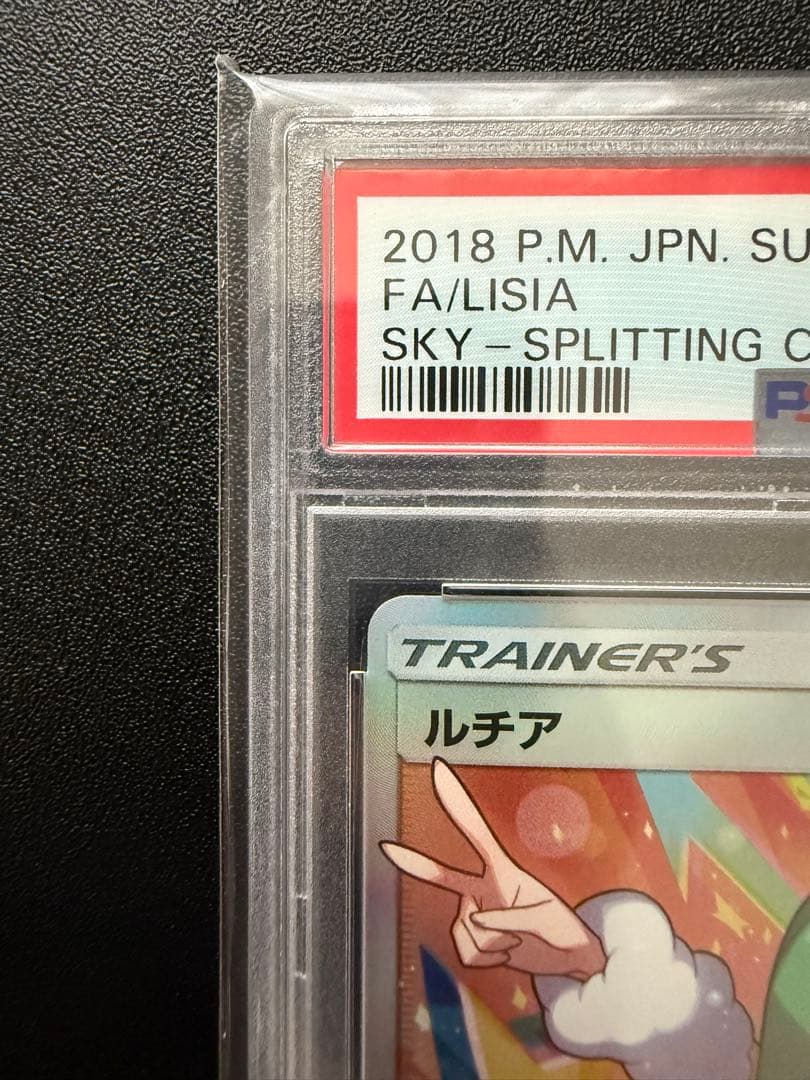 2018 P.M. JPN. SU
FA/LISIA
SKY-SPLITTING C
TRAINER'S
ルチア